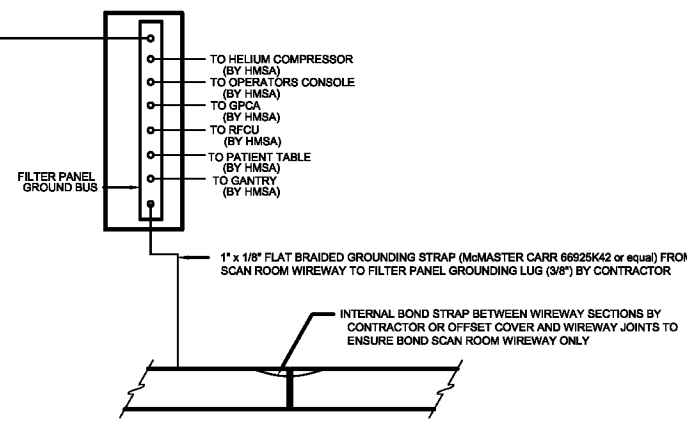 TO HELIUM COMPRESSOR
(BY HMSA)
TO OPERATORS CONSOLE
(BY HMSA)
TO GPCA
(BY HMSA)
TO RFCU
(BY HMSA)
TO PATIENT TABLE
(BY HMSA)
TO GANTRY
(BY HMSA)
FILTER PANEL
GROUND BUS
1" x 1/8" FLAT BRAIDED GROUNDING STRAP (McMASTER CARR 66925K42 or equal) FROM
SCAN ROOM WIREWAY TO FILTER PANEL GROUNDING LUG (3/8") BY CONTRACTOR
INTERNAL BOND STRAP BETWEEN WIREWAY SECTIONS BY
CONTRACTOR OR OFFSET COVER AND WIREWAY JOINTS TO
ENSURE BOND SCAN ROOM WIREWAY ONLY